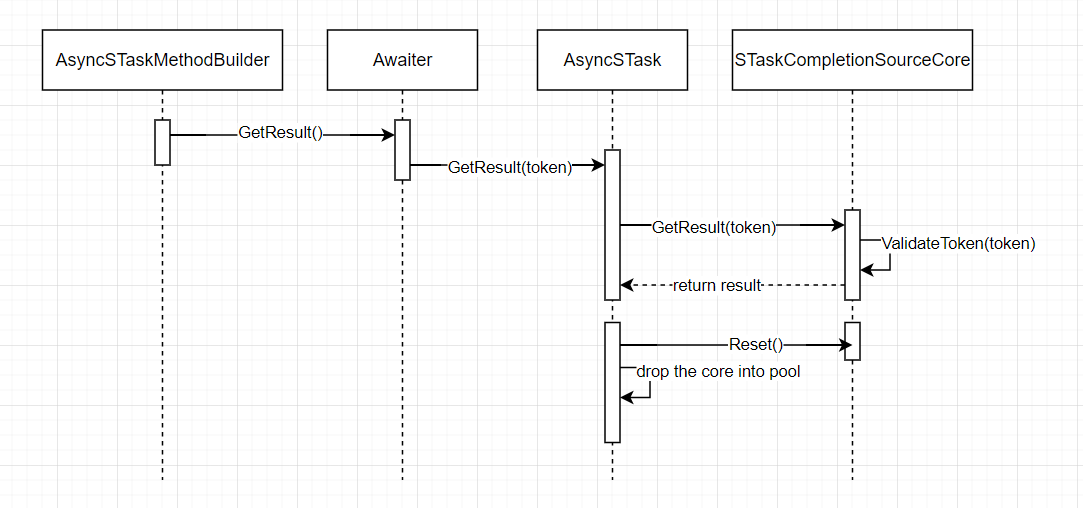 AsyncSTaskMethodBuilder
Awaiter
AsyncSTask
STaskCompletionSourceCore
GetResult()
GetResult(token)
GetResult(token)
ValidateToken(token)
return result
Reset()
drop the core into pool